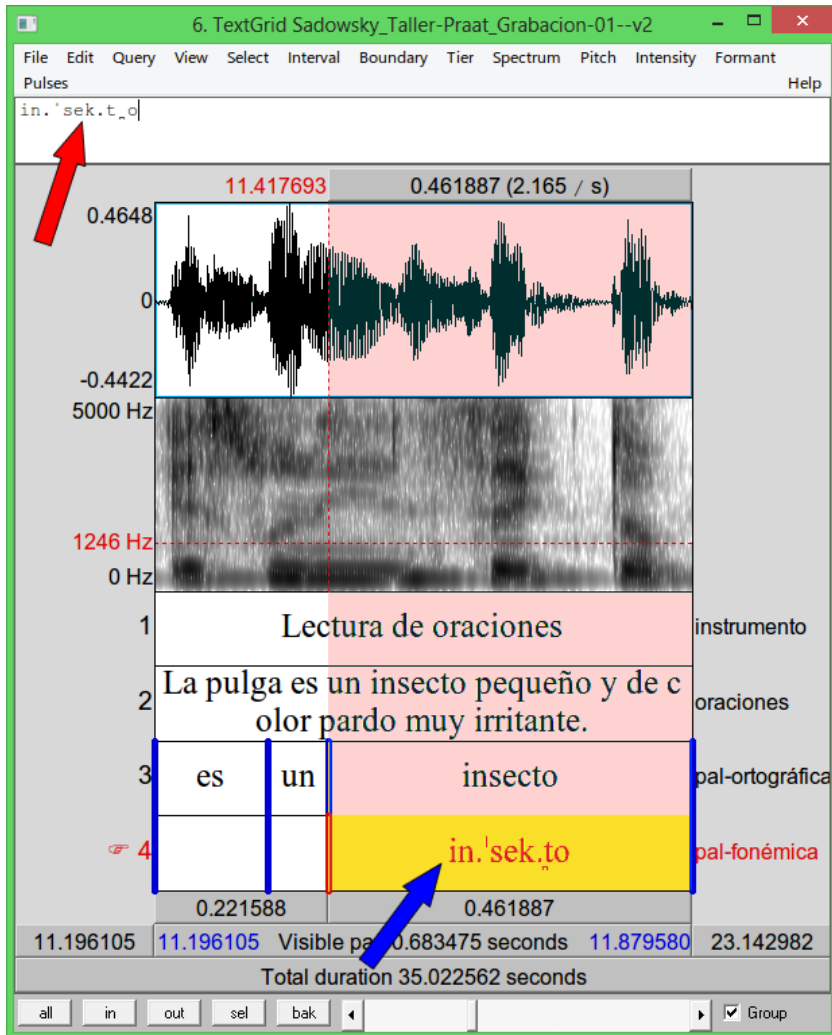 6. TextGrid Sadowsky_Taller-Praat_Grabacion-01--v2
File Edit Query View Select Interval Boundary Tier Spectrum Pitch Intensity Formant
Pulses Help
in.ˈsek.t̪o
11.417693 0.461887 (2.165 / s)
0.4648
0
-0.4422
5000 Hz
1246 Hz
0 Hz
1 Lectura de oraciones instrumento
2 La pulga es un insecto pequeño y de c
olor pardo muy irritante. oraciones
3 es un insecto pal-ortográfica
☞ 4 in.ˈsek.t̪o pal-fonémica
0.221588 0.461887
11.196105 11.196105 Visible pa 0.683475 seconds 11.879580 23.142982
Total duration 35.022562 seconds
all in out sel bak Group